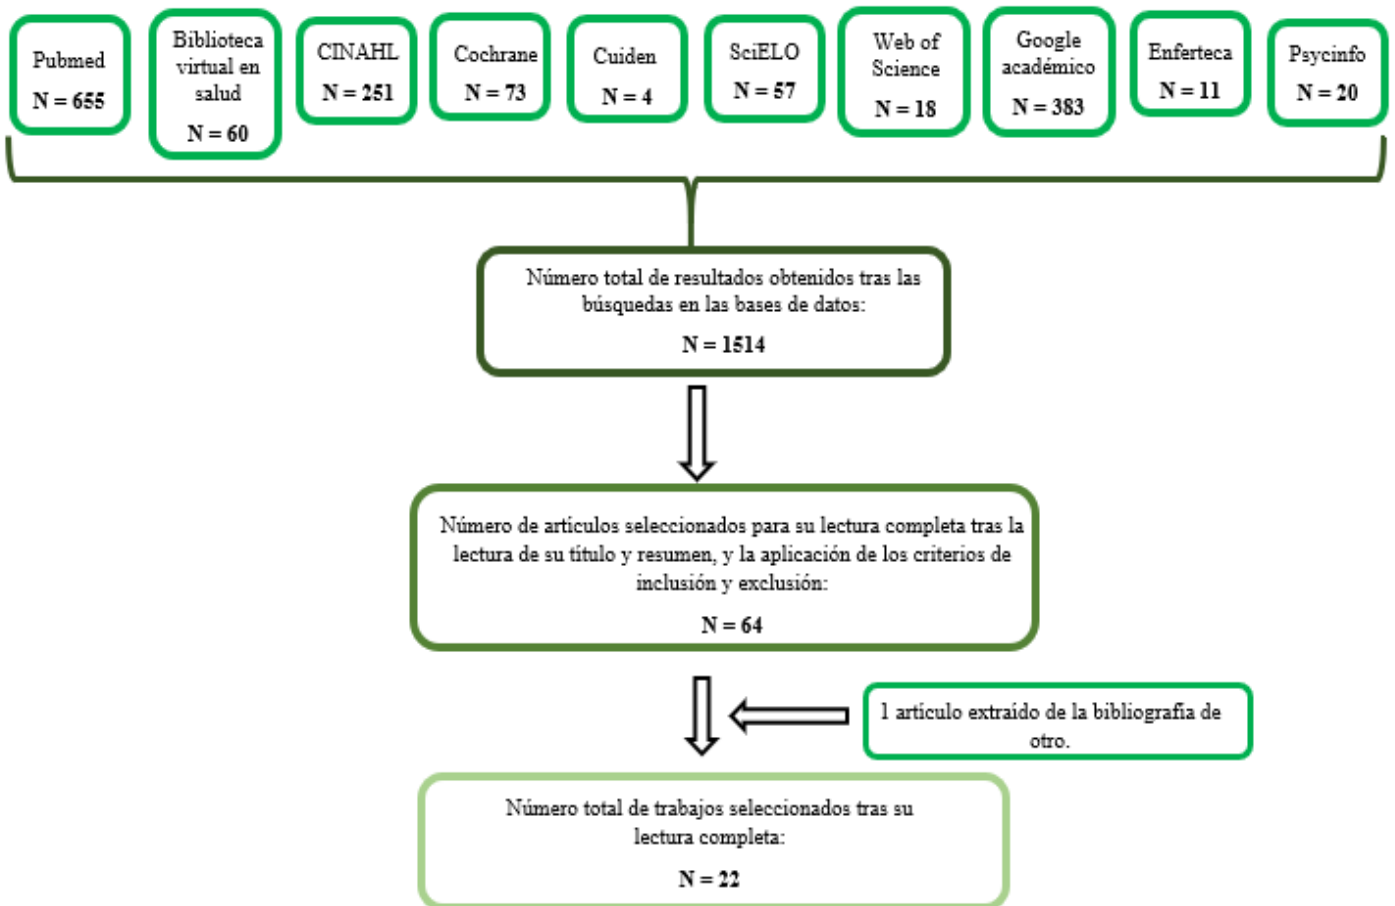 Pubmed
N = 655
Biblioteca
virtual en
salud
N = 60
CINAHL
N = 251
Cochrane
N = 73
Cuiden
N = 4
SciELO
N = 57
Web of
Science
N = 18
Google
académico
N = 383
Enferteca
N = 11
Psycinfo
N = 20
Número total de resultados obtenidos tras las
búsquedas en las bases de datos:
N = 1514
Número de artículos seleccionados para su lectura completa tras la
lectura de su título y resumen, y la aplicación de los criterios de
inclusión y exclusión:
N = 64
1 artículo extraído de la bibliografía de
otro.
Número total de trabajos seleccionados tras su
lectura completa:
N = 22